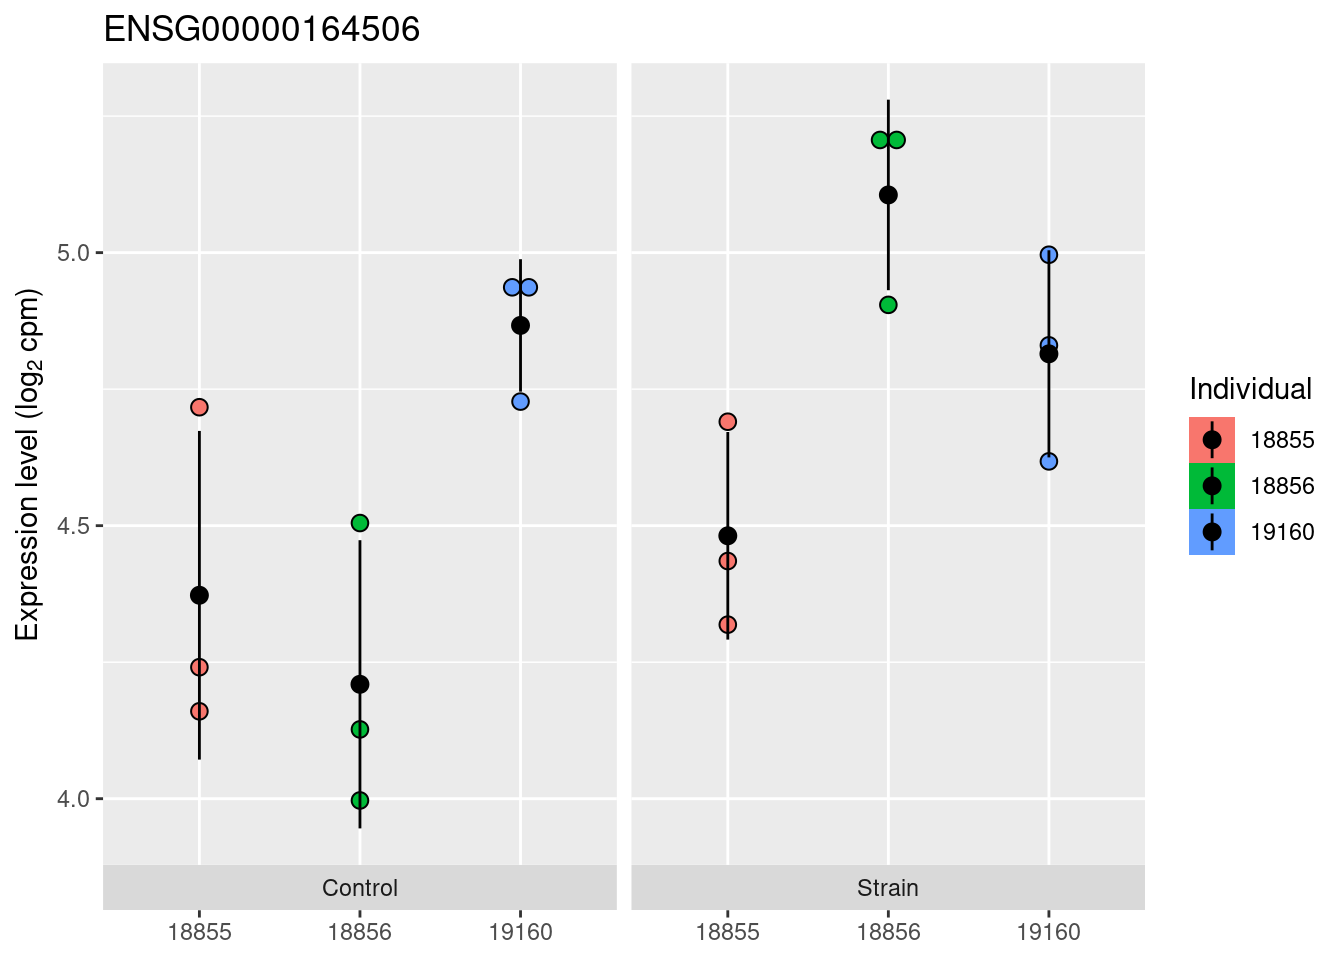 ENSG00000164506
Expression level (log₂ cpm)
5.0
4.5
4.0
Control
Strain
18855
18856
19160
18855
18856
19160
Individual
18855
18856
19160